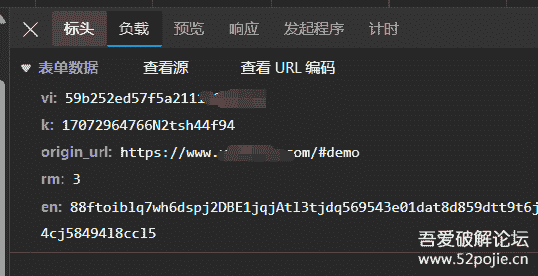 标头 负载 预览 响应 发起程序 计时
表单数据 查看源 查看 URL 编码
vi: 59b252ed57f5a211
k: 17072964766N2tsh44f94
origin_url: https://www. .com/#demo
rm: 3
en: 88ftoiblq7wh6dspj2DBE1jqjAtl3tjdq569543e01dat8d859dtt9t6j
4cj5849418ccl5
吾爱破解论坛
www.52pojie.cn